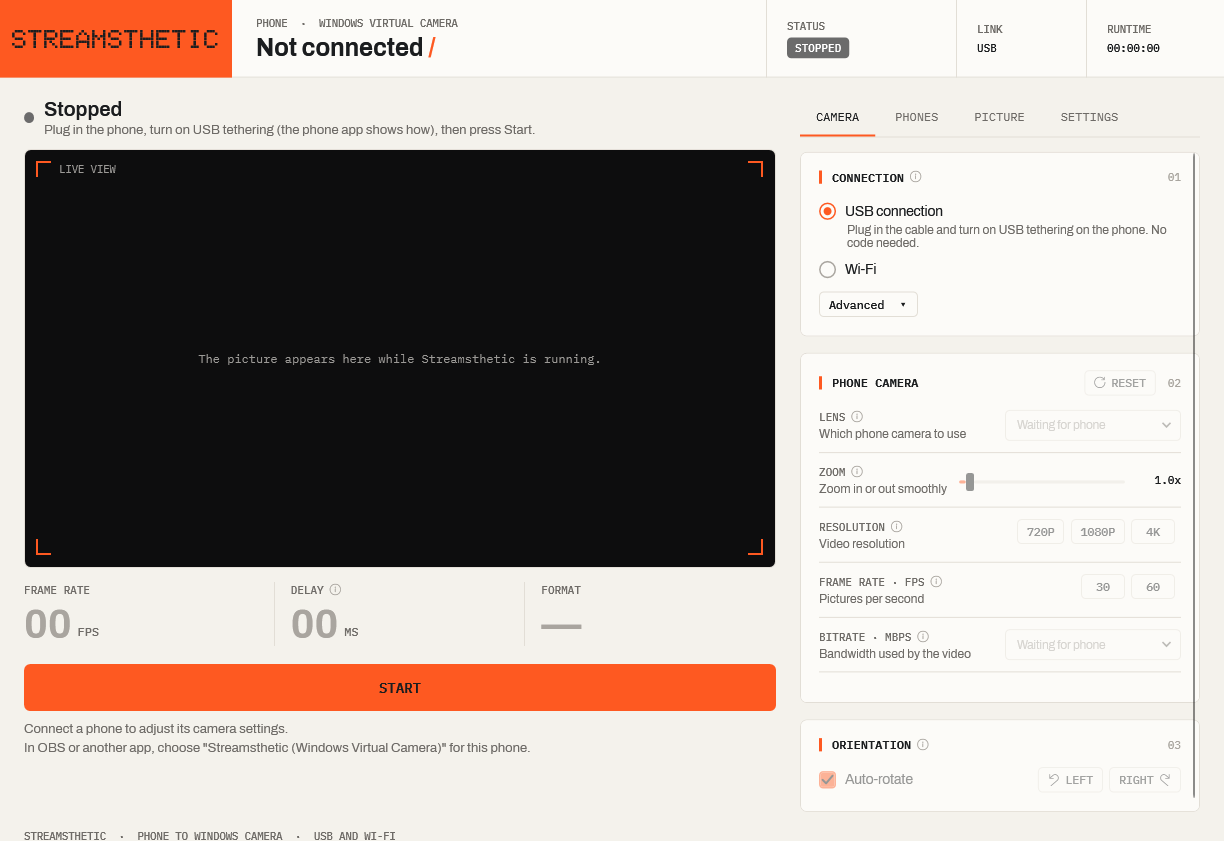 STREAMSTHETIC
PHONE · WINDOWS VIRTUAL CAMERA
Not connected /
STATUS
STOPPED
LINK
USB
RUNTIME
00:00:00
Stopped
Plug in the phone, turn on USB tethering (the phone app shows how), then press Start.
LIVE VIEW
The picture appears here while Streamsthetic is running.
FRAME RATE
00 FPS
DELAY
00 MS
FORMAT
—
START
Connect a phone to adjust its camera settings.
In OBS or another app, choose "Streamsthetic (Windows Virtual Camera)" for this phone.
CAMERA
PHONES
PICTURE
SETTINGS
CONNECTION
01
USB connection
Plug in the cable and turn on USB tethering on the phone. No
code needed.
Wi-Fi
Advanced
PHONE CAMERA
RESET
02
LENS
Which phone camera to use
Waiting for phone
ZOOM
Zoom in or out smoothly
1.0x
RESOLUTION
Video resolution
720P
1080P
4K
FRAME RATE · FPS
Pictures per second
30
60
BITRATE · MBPS
Bandwidth used by the video
Waiting for phone
ORIENTATION
03
Auto-rotate
LEFT
RIGHT
STREAMSTHETIC · PHONE TO WINDOWS CAMERA · USB AND WI-FI